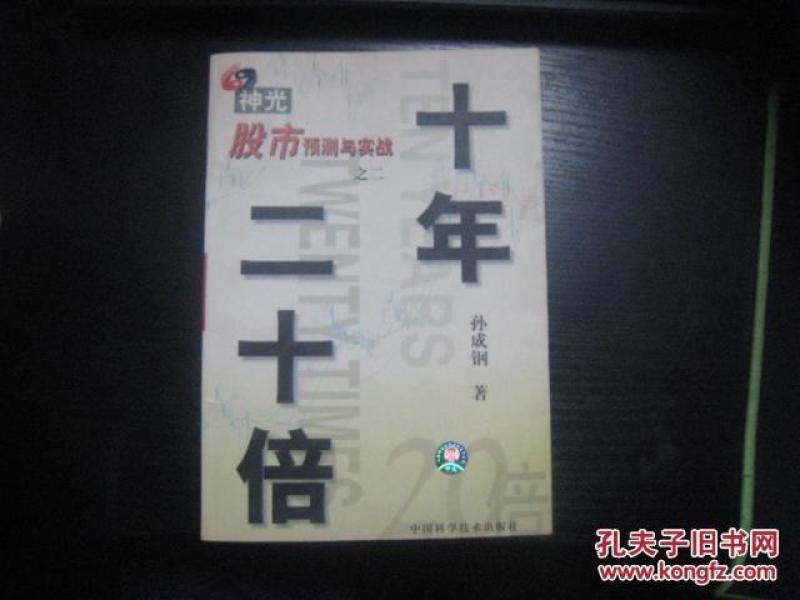 神光
股市预测与实战
之二
十年
二十倍
TEN YEARS
TWENTY TIMES
孙成钢 著
20倍
中国科学技术出版社
孔夫子旧书网
www.kongfz.com